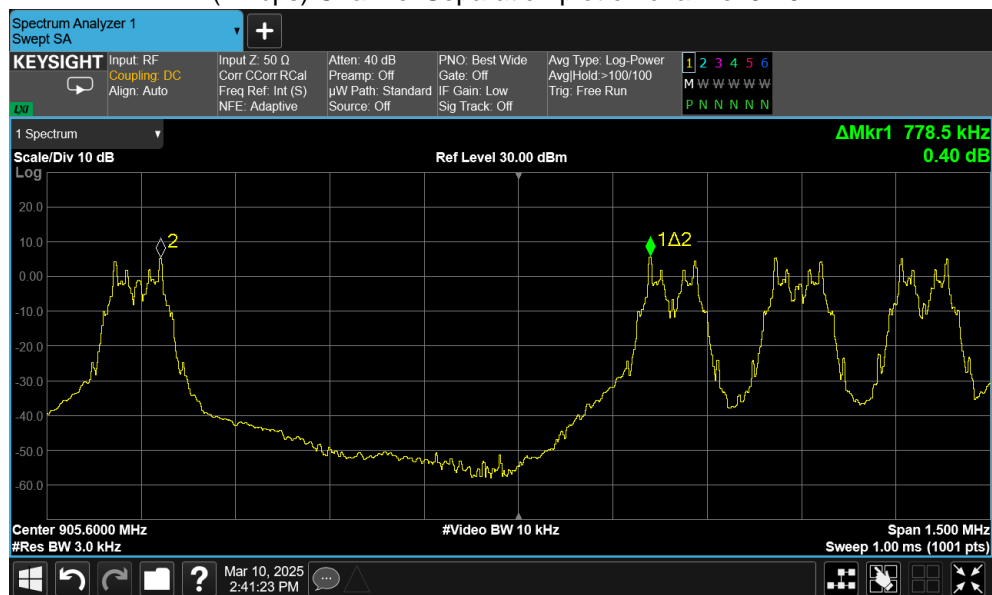 Spectrum Analyzer 1
Swept SA
+
KEYSIGHT
LXI
Input: RF
Coupling: DC
Align: Auto
Input Z: 50 Ω
Corr CCorr RCal
Freq Ref: Int (S)
NFE: Adaptive
Atten: 40 dB
Preamp: Off
µW Path: Standard
Source: Off
PNO: Best Wide
Gate: Off
IF Gain: Low
Sig Track: Off
Avg Type: Log-Power
Avg|Hold:>100/100
Trig: Free Run
1 2 3 4 5 6
M W W W W W
P N N N N N
1 Spectrum
ΔMkr1 778.5 kHz
0.40 dB
Scale/Div 10 dB
Ref Level 30.00 dBm
Log
20.0
10.0
0.00
-10.0
-20.0
-30.0
-40.0
-50.0
-60.0
2
1Δ2
Center 905.6000 MHz
#Video BW 10 kHz
Span 1.500 MHz
#Res BW 3.0 kHz
Sweep 1.00 ms (1001 pts)
?
Mar 10, 2025
2:41:23 PM